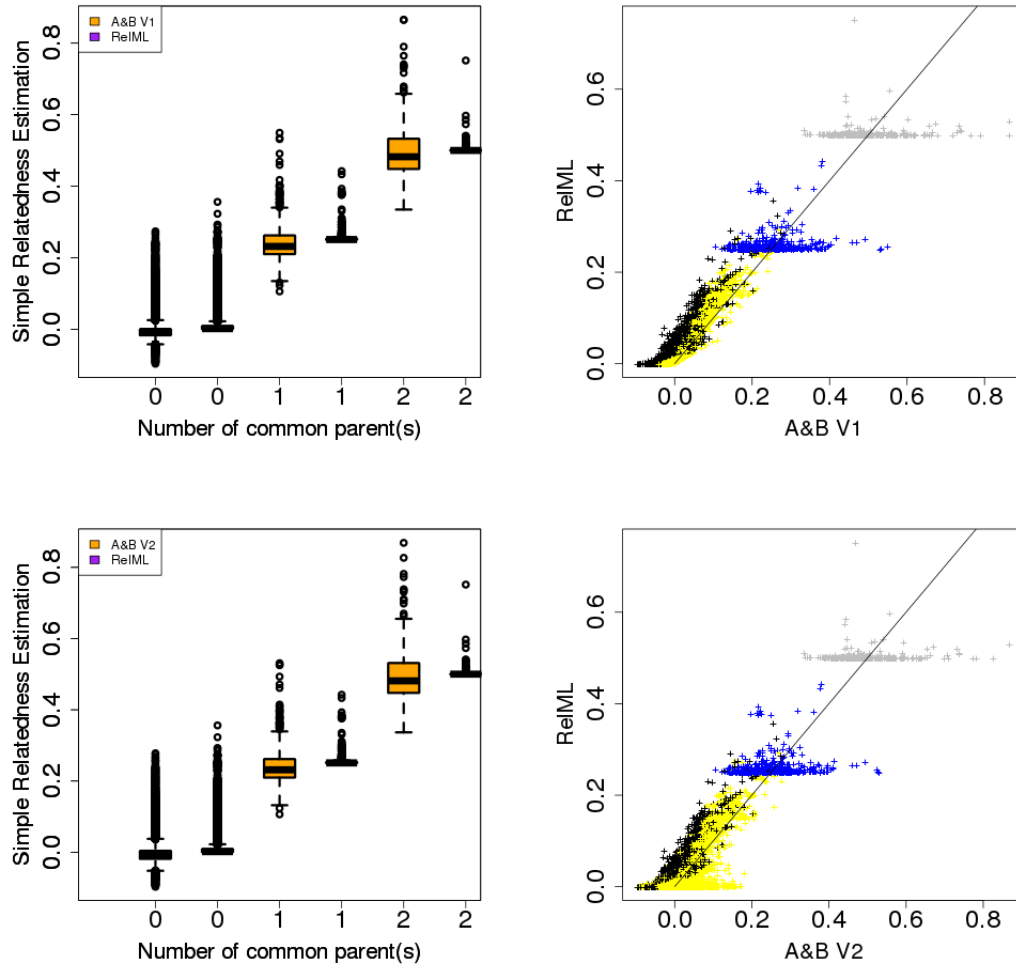 A&B V1
RelML
Simple Relatedness Estimation
0.0
0.2
0.4
0.6
0.8
0 0 1 1 2 2
Number of common parent(s)
RelML
0.0
0.2
0.4
0.6
0.0 0.2 0.4 0.6 0.8
A&B V1
A&B V2
RelML
Simple Relatedness Estimation
0.0
0.2
0.4
0.6
0.8
0 0 1 1 2 2
Number of common parent(s)
RelML
0.0
0.2
0.4
0.6
0.0 0.2 0.4 0.6 0.8
A&B V2